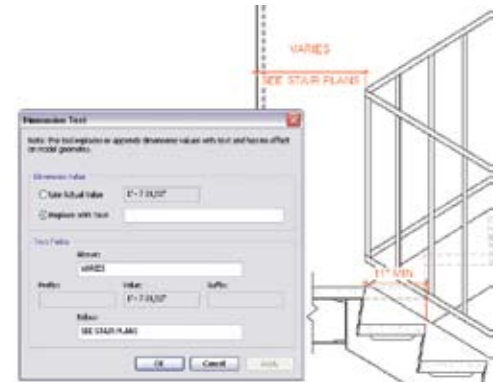 VARIES
SEE STAIR PLANS
Dimension Text
Note: This tool replaces or appends dimensions values with text and has no effect
on model geometry.
Dimension Value
Use Actual Value
Replace With Text
Text Fields
Above:
VARIES
Prefix:
Value:
Suffix:
Below:
SEE STAIR PLANS
OK
Cancel
Apply
11" MIN